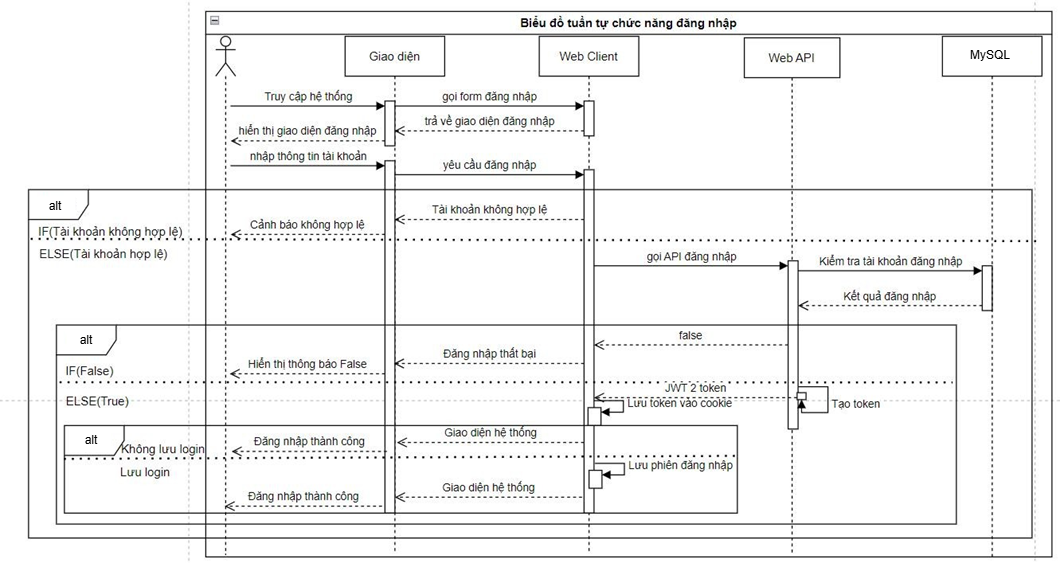 Biểu đồ tuần tự chức năng đăng nhập
Giao diện
Web Client
Web API
MySQL
Truy cập hệ thống
gọi form đăng nhập
trả về giao diện đăng nhập
hiển thị giao diện đăng nhập
nhập thông tin tài khoản
yêu cầu đăng nhập
alt
Tài khoản không hợp lệ
Cảnh báo không hợp lệ
IF(Tài khoản không hợp lệ)
ELSE(Tài khoản hợp lệ)
gọi API đăng nhập
Kiểm tra tài khoản đăng nhập
Kết quả đăng nhập
alt
false
Đăng nhập thất bại
Hiển thị thông báo False
IF(False)
JWT 2 token
ELSE(True)
Lưu token vào cookie
Tạo token
alt
Giao diện hệ thống
Đăng nhập thành công
Không lưu login
Lưu login
Lưu phiên đăng nhập
Giao diện hệ thống
Đăng nhập thành công